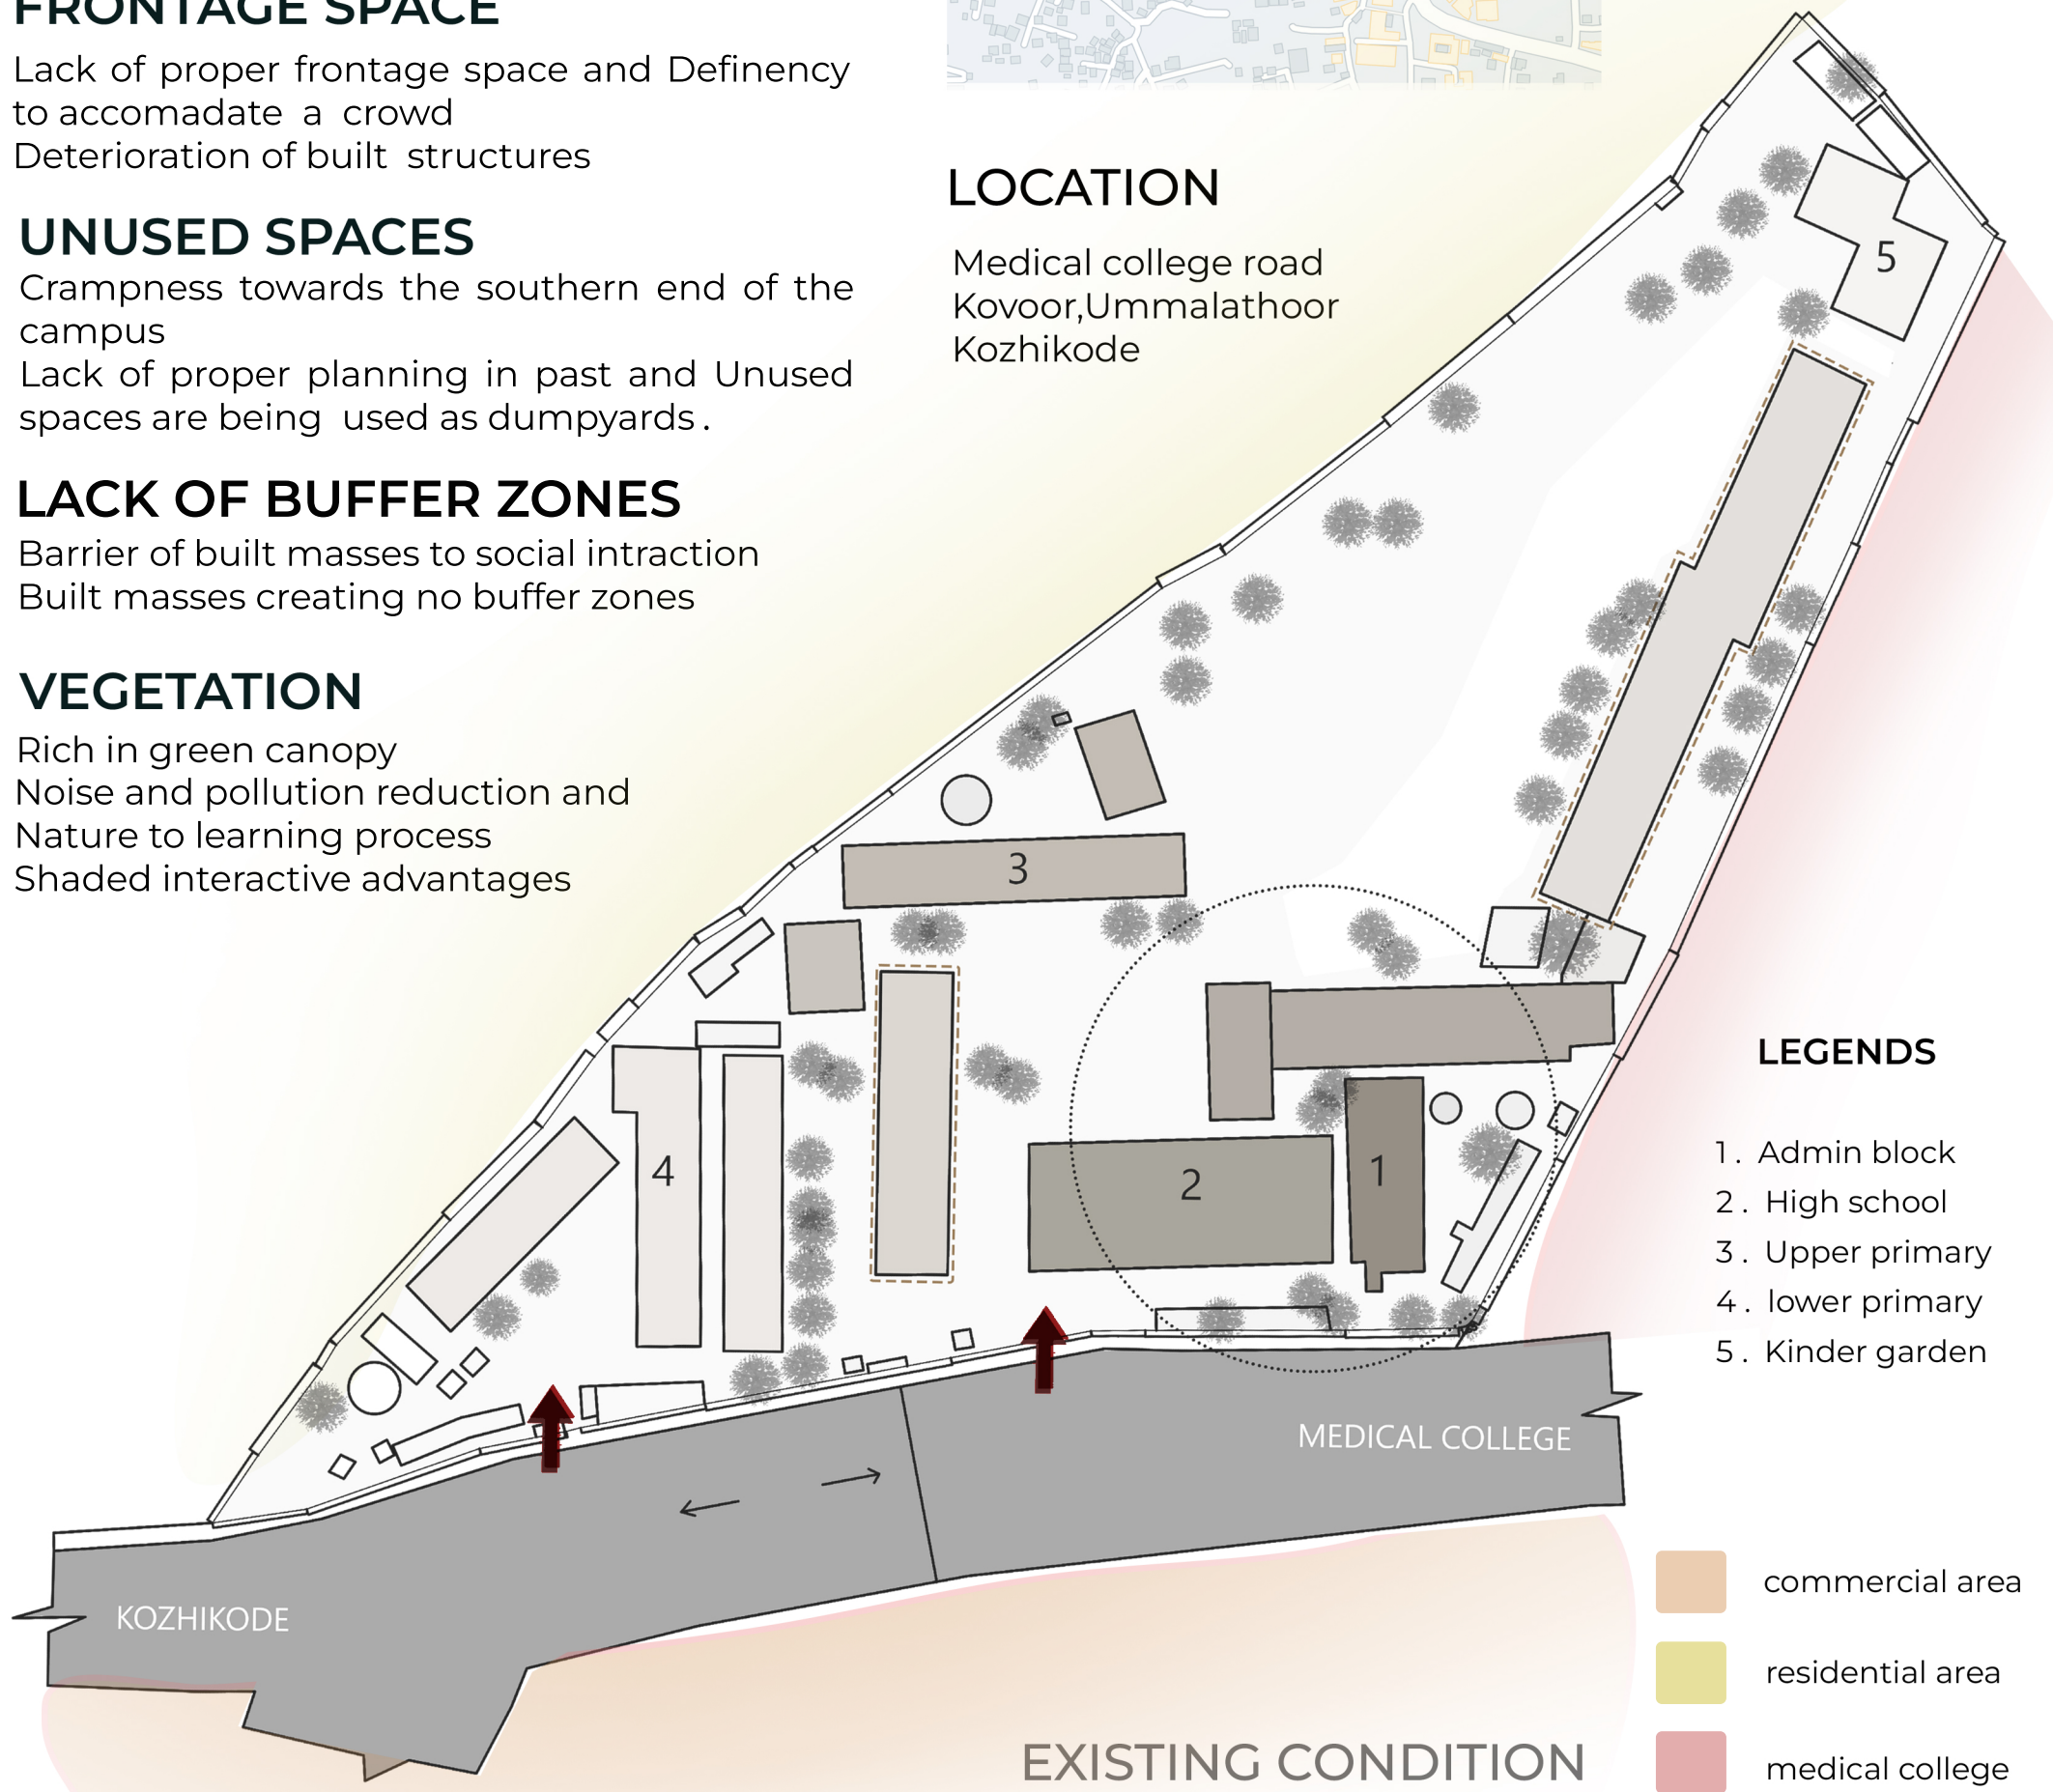 FRONTAGE SPACE
Lack of proper frontage space and Definency
to accomadate a crowd
Deterioration of built structures
UNUSED SPACES
Crampness towards the southern end of the
campus
Lack of proper planning in past and Unused
spaces are being used as dumpyards.
LACK OF BUFFER ZONES
Barrier of built masses to social intraction
Built masses creating no buffer zones
VEGETATION
Rich in green canopy
Noise and pollution reduction and
Nature to learning process
Shaded interactive advantages
LOCATION
Medical college road
Kovoor,Ummalathoor
Kozhikode
5
3
4
2
1
LEGENDS
1. Admin block
2. High school
3. Upper primary
4. lower primary
5. Kinder garden
MEDICAL COLLEGE
KOZHIKODE
commercial area
residential area
medical college
EXISTING CONDITION